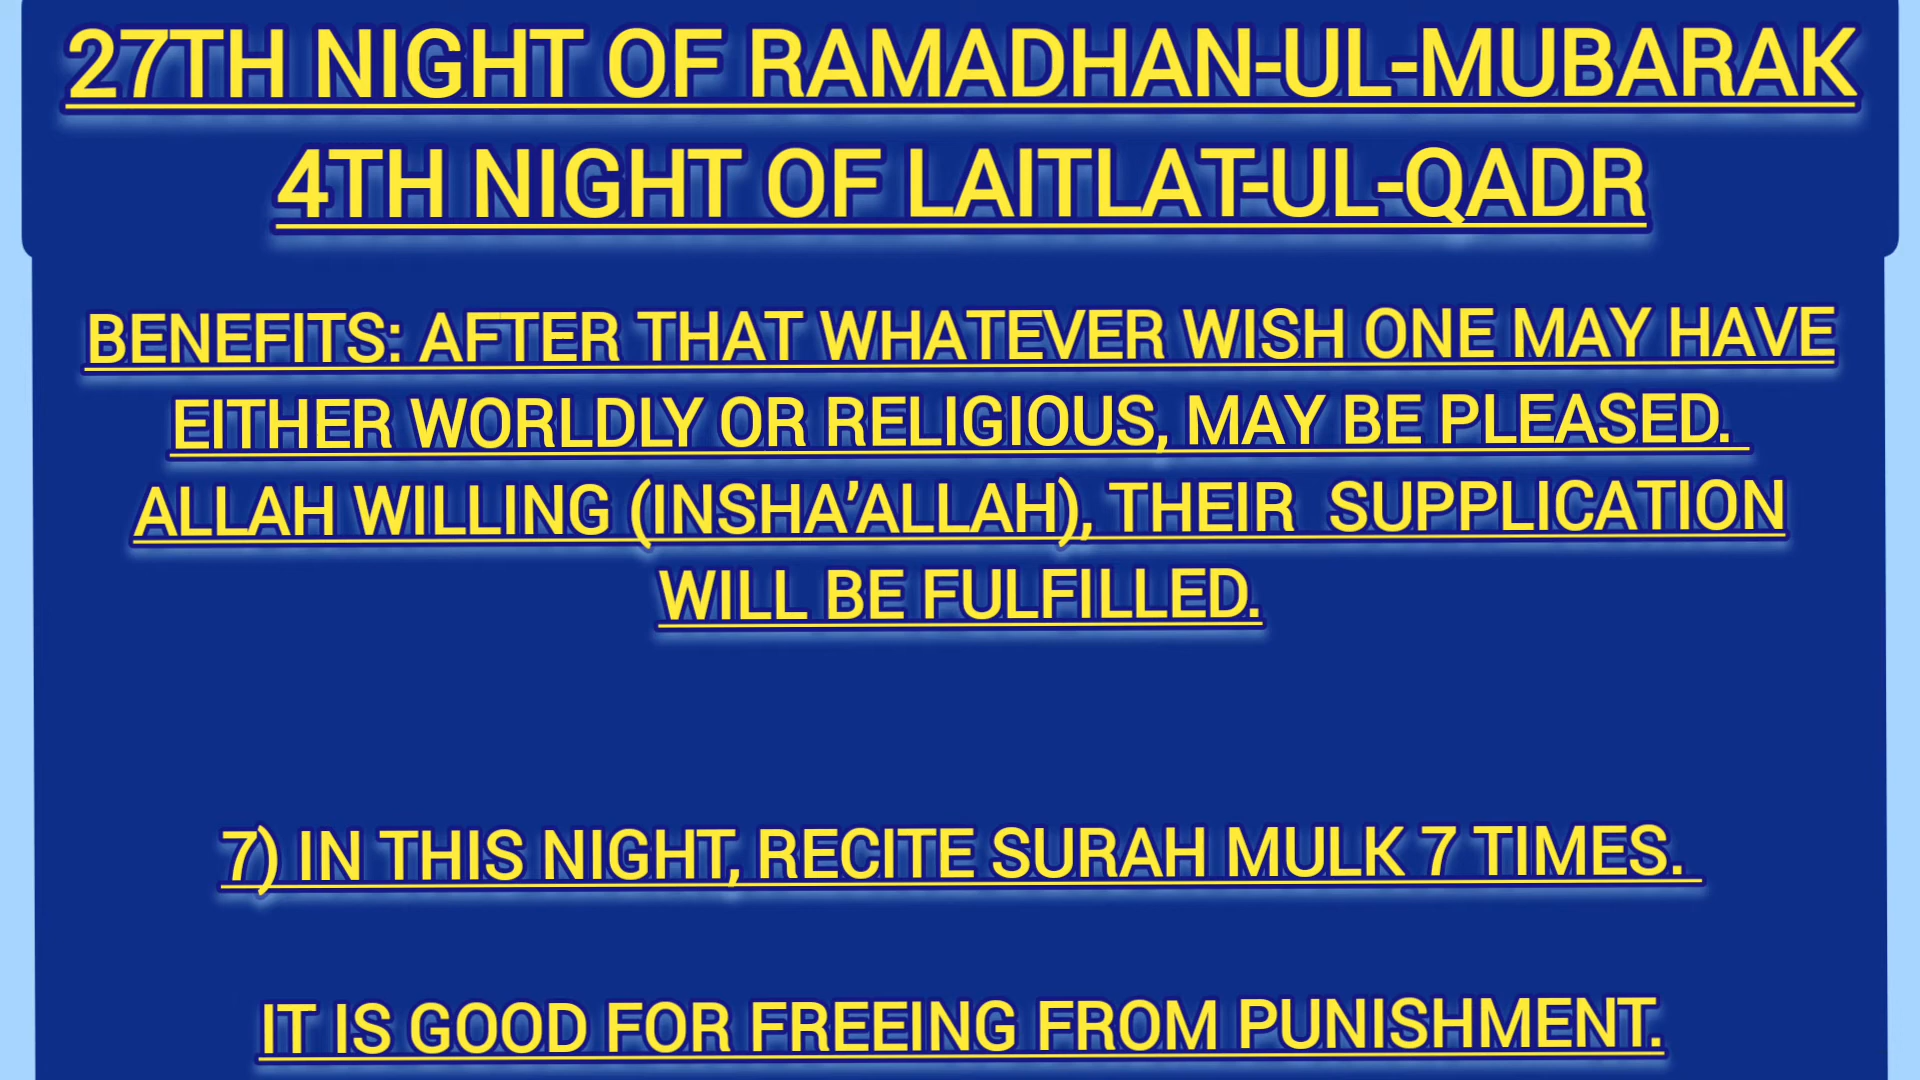 27TH NIGHT OF RAMADHAN-UL-MUBARAK
4TH NIGHT OF LAITLAT-UL-QADR
BENEFITS: AFTER THAT WHATEVER WISH ONE MAY HAVE
EITHER WORLDLY OR RELIGIOUS, MAY BE PLEASED.
ALLAH WILLING (INSHA'ALLAH), THEIR  SUPPLICATION
WILL BE FULFILLED.
7) IN THIS NIGHT, RECITE SURAH MULK 7 TIMES.
IT IS GOOD FOR FREEING FROM PUNISHMENT.